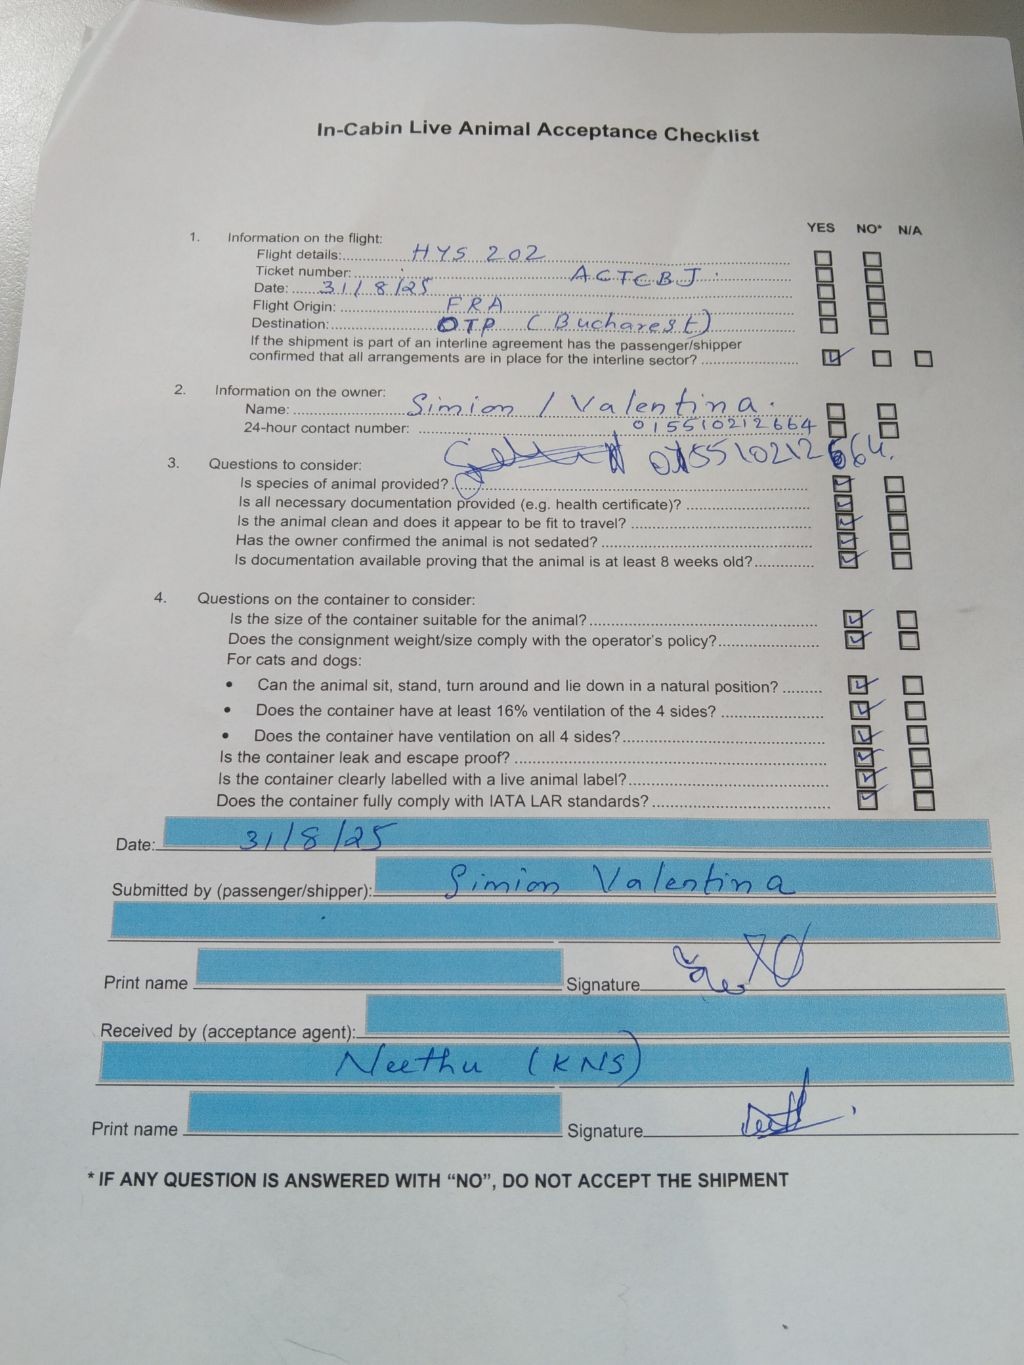 In-Cabin Live Animal Acceptance Checklist
YES NO* N/A
1. Information on the flight:
Flight details: HYS 202
Ticket number: ACTCBJ
Date: 31/8/25
Flight Origin: FRA
Destination: OTP (Bucharest)
If the shipment is part of an interline agreement has the passenger/shipper
confirmed that all arrangements are in place for the interline sector?
2. Information on the owner:
Name: Simion / Valentina.
24-hour contact number: 015510212664
015510212664.
3. Questions to consider:
Is species of animal provided?
Is all necessary documentation provided (e.g. health certificate)?
Is the animal clean and does it appear to be fit to travel?
Has the owner confirmed the animal is not sedated?
Is documentation available proving that the animal is at least 8 weeks old?
4. Questions on the container to consider:
Is the size of the container suitable for the animal?
Does the consignment weight/size comply with the operator's policy?
For cats and dogs:
• Can the animal sit, stand, turn around and lie down in a natural position?
• Does the container have at least 16% ventilation of the 4 sides?
• Does the container have ventilation on all 4 sides?
Is the container leak and escape proof?
Is the container clearly labelled with a live animal label?
Does the container fully comply with IATA LAR standards?
Date: 31/8/25
Submitted by (passenger/shipper): Simion Valentina
Print name Signature
Received by (acceptance agent):
Neethu (KNS)
Print name Signature
* IF ANY QUESTION IS ANSWERED WITH “NO”, DO NOT ACCEPT THE SHIPMENT